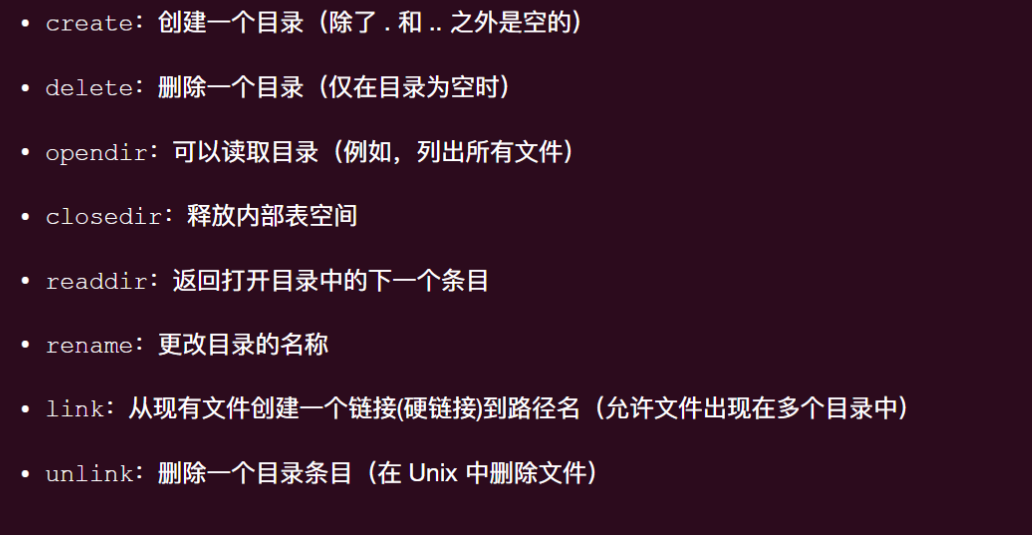 • create：创建一个目录（除了 . 和 .. 之外是空的）
• delete：删除一个目录（仅在目录为空时）
• opendir：可以读取目录（例如，列出所有文件）
• closedir：释放内部表空间
• readdir：返回打开目录中的下一个条目
• rename：更改目录的名称
• link：从现有文件创建一个链接(硬链接)到路径名（允许文件出现在多个目录中）
• unlink：删除一个目录条目（在 Unix 中删除文件）